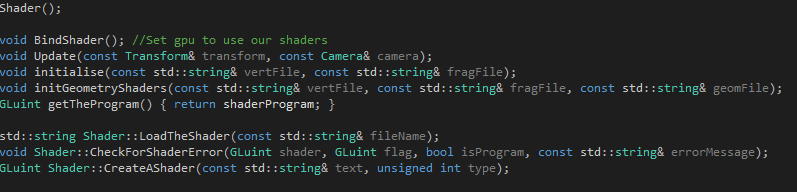 Shader();
void BindShader(); //Set gpu to use our shaders
void Update(const Transform& transform, const Camera& camera);
void initialise(const std::string& vertFile, const std::string& fragFile);
void initGeometryShaders(const std::string& vertFile, const std::string& fragFile, const std::string& geomFile);
GLuint getTheProgram() { return shaderProgram; }
std::string Shader::LoadTheShader(const std::string& fileName);
void Shader::CheckForShaderError(GLuint shader, GLuint flag, bool isProgram, const std::string& errorMessage);
GLuint Shader::CreateAShader(const std::string& text, unsigned int type);